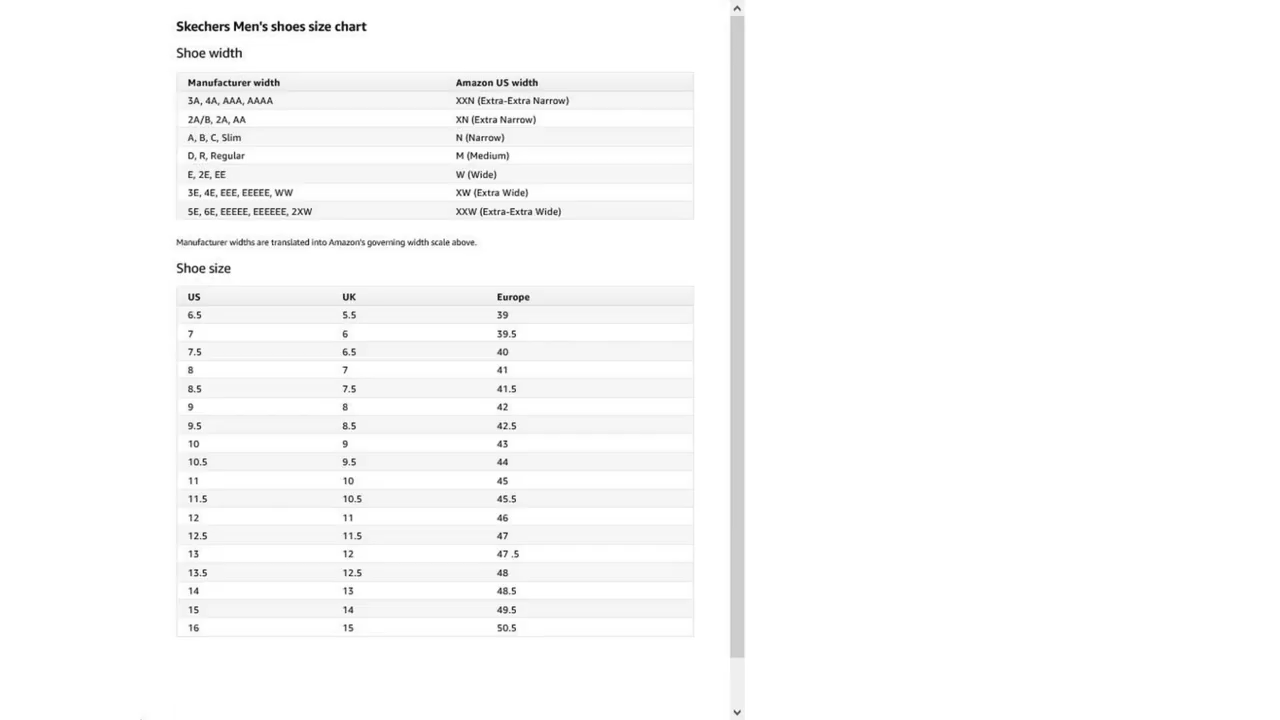 Skechers Men's shoes size chart
Shoe width
Manufacturer width Amazon US width
3A, 4A, AAA, AAAA XXN (Extra-Extra Narrow)
2A/B, 2A, AA XN (Extra Narrow)
A, B, C, Slim N (Narrow)
D, R, Regular M (Medium)
E, 2E, EE W (Wide)
3E, 4E, EEE, EEEEE, WW XW (Extra Wide)
5E, 6E, EEEEE, EEEEEE, 2XW XXW (Extra-Extra Wide)
Manufacturer widths are translated into Amazon's governing width scale above.
Shoe size
US UK Europe
6.5 5.5 39
7 6 39.5
7.5 6.5 40
8 7 41
8.5 7.5 41.5
9 8 42
9.5 8.5 42.5
10 9 43
10.5 9.5 44
11 10 45
11.5 10.5 45.5
12 11 46
12.5 11.5 47
13 12 47 .5
13.5 12.5 48
14 13 48.5
15 14 49.5
16 15 50.5